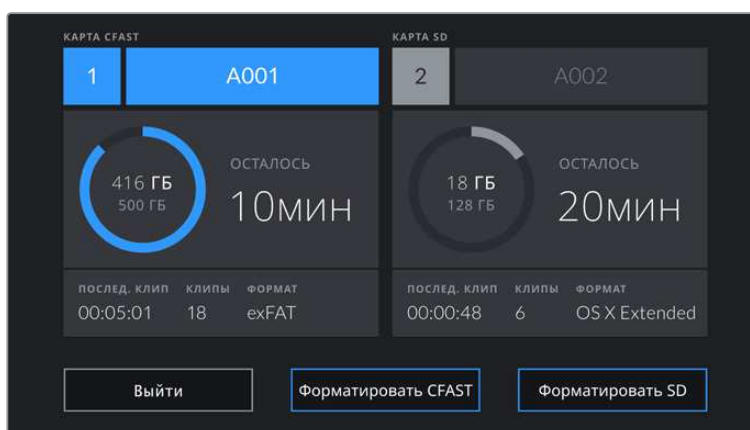 КАРТА CFAST
1
A001
416 ГБ
500 ГБ
ОСТАЛОСЬ
10мин
ПОСЛЕД. КЛИП КЛИПЫ ФОРМАТ
00:05:01 18 exFAT
КАРТА SD
2
A002
18 ГБ
128 ГБ
ОСТАЛОСЬ
20мин
ПОСЛЕД. КЛИП КЛИПЫ ФОРМАТ
00:00:48 6 OS X Extended
Выйти
Форматировать CFAST
Форматировать SD